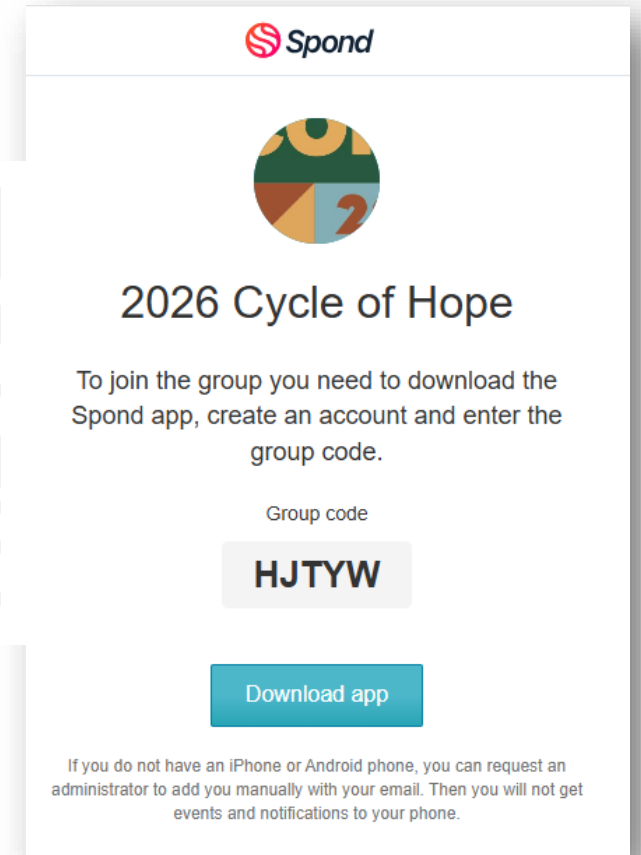 Spond
2
2026 Cycle of Hope
To join the group you need to download the
Spond app, create an account and enter the
group code.
Group code
HJTYW
Download app
If you do not have an iPhone or Android phone, you can request an
administrator to add you manually with your email. Then you will not get
events and notifications to your phone.